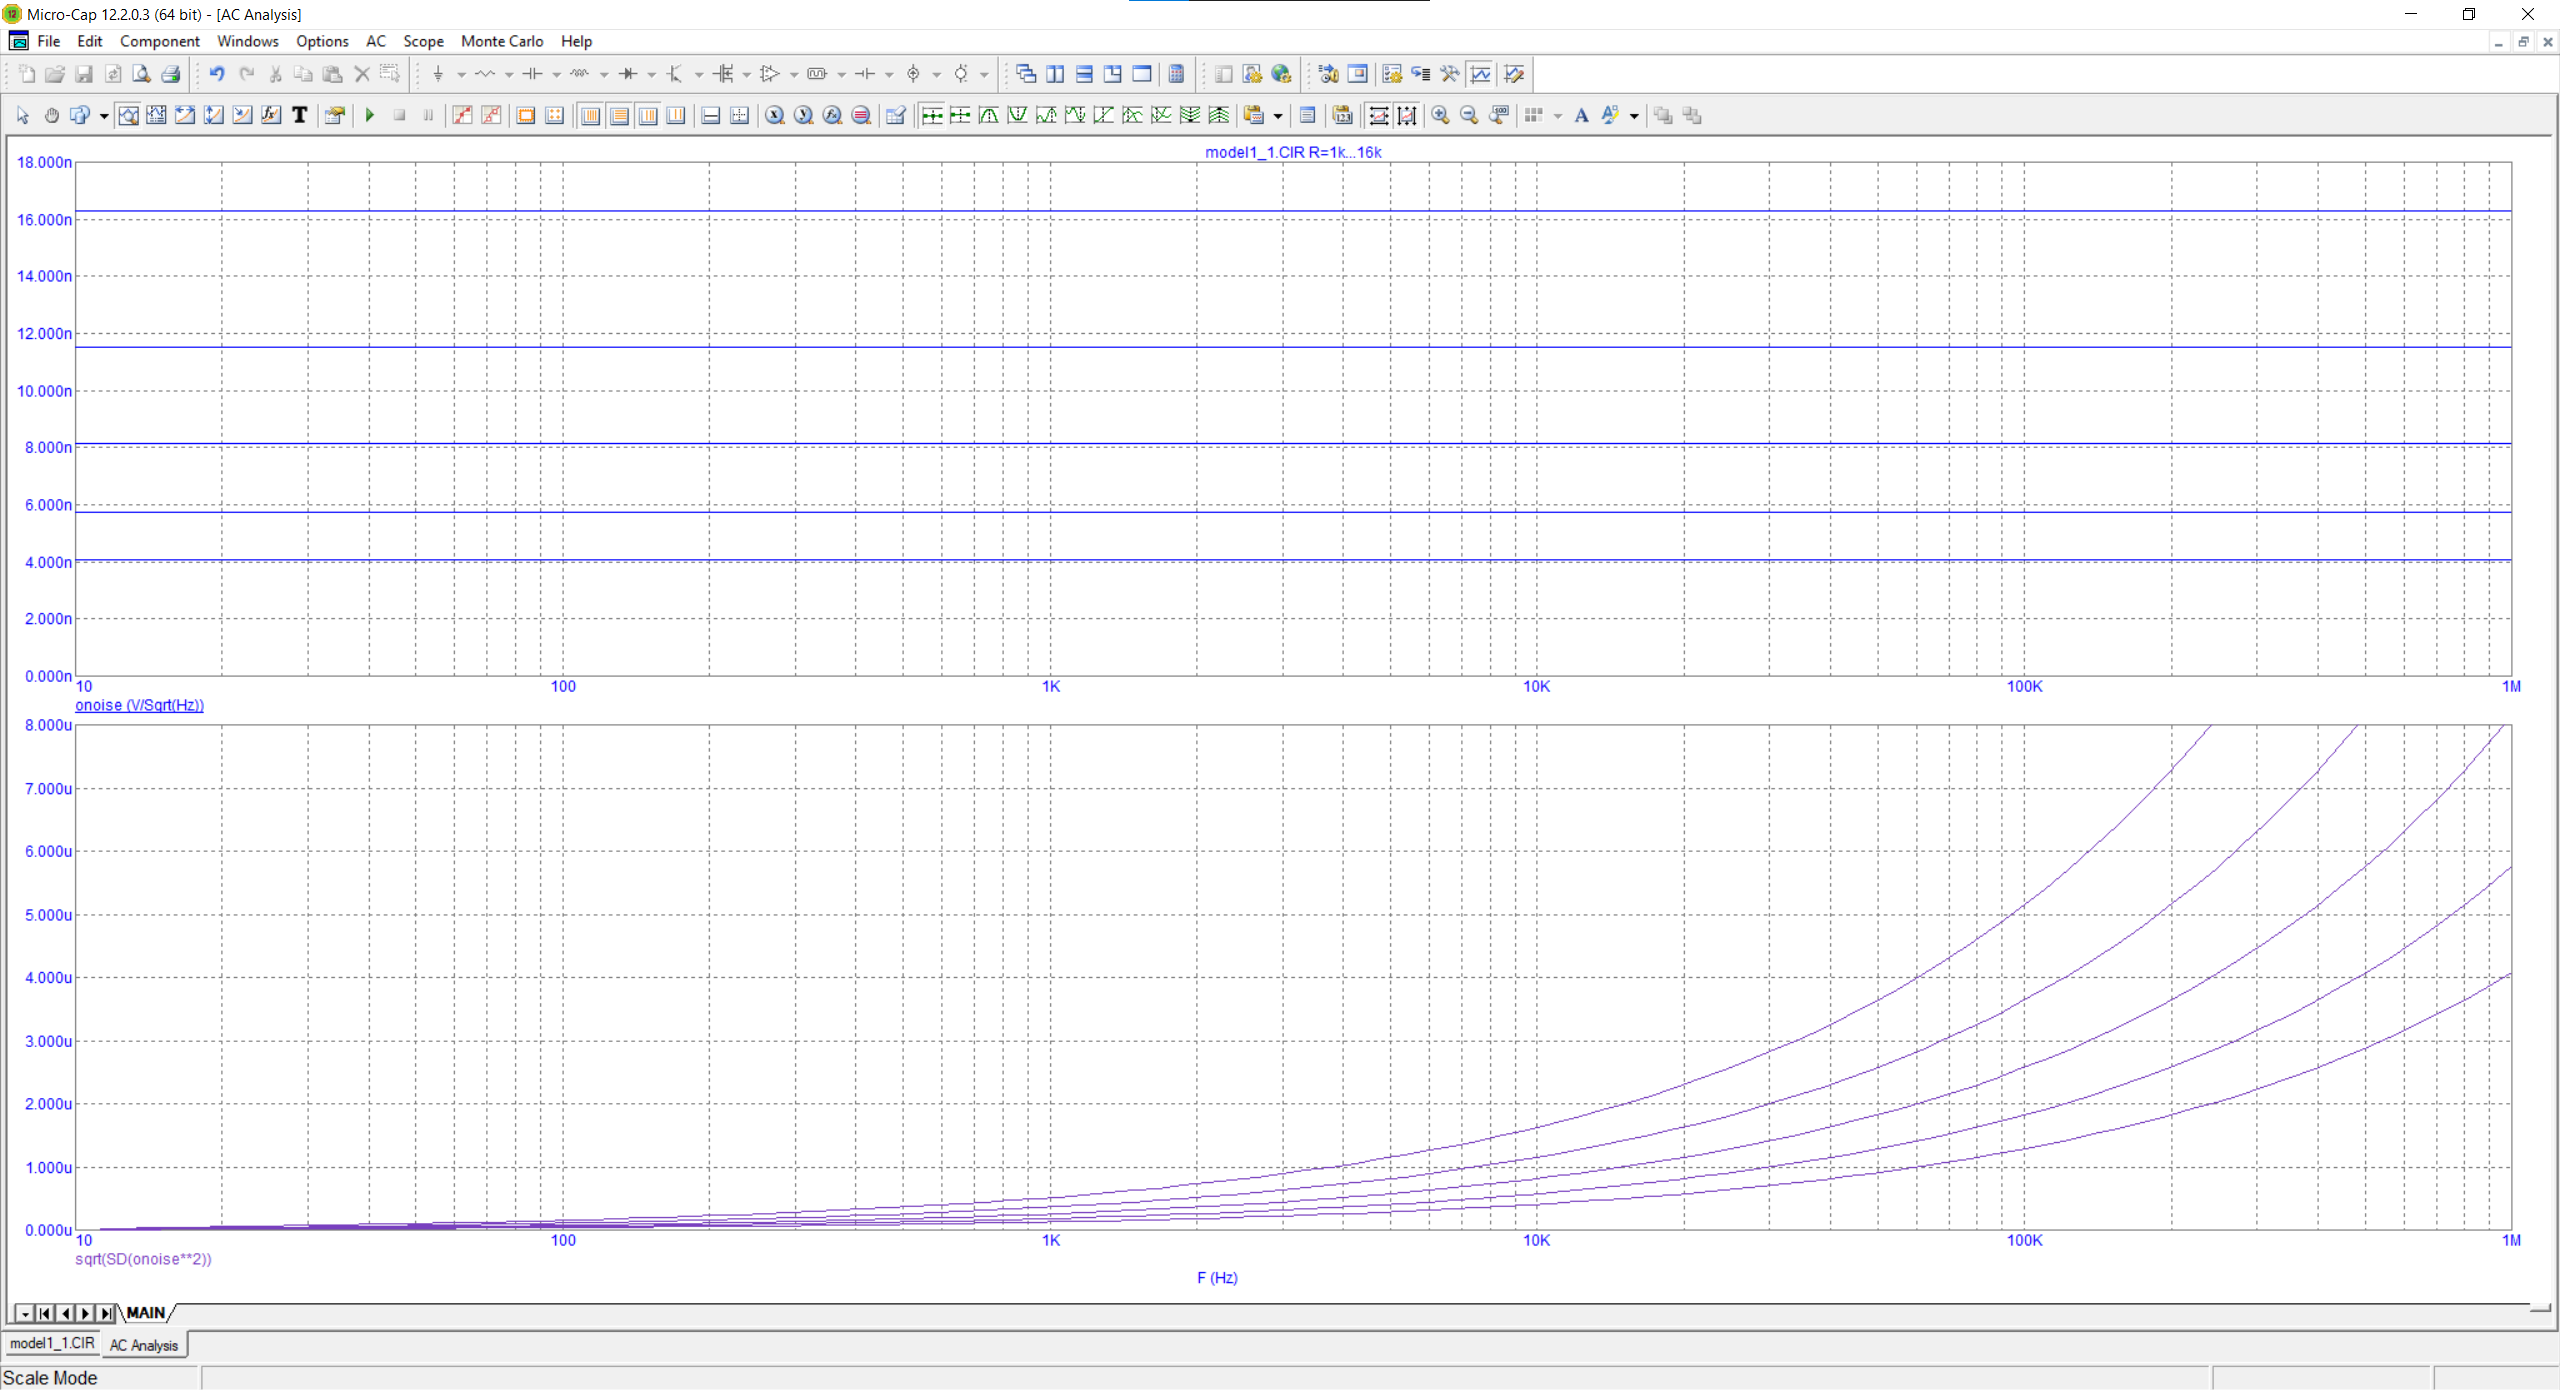 Micro-Cap 12.2.0.3 (64 bit) - [AC Analysis]
File Edit Component Windows Options AC Scope Monte Carlo Help
model1_1.CIR R=1k...16k
18.000n
16.000n
14.000n
12.000n
10.000n
8.000n
6.000n
4.000n
2.000n
0.000n
10 100 1K 10K 100K 1M
onoise (V/Sqrt(Hz))
8.000u
7.000u
6.000u
5.000u
4.000u
3.000u
2.000u
1.000u
0.000u
10 100 1K 10K 100K 1M
sqrt(SD(onoise**2))
F (Hz)
MAIN
model1_1.CIR AC Analysis
Scale Mode